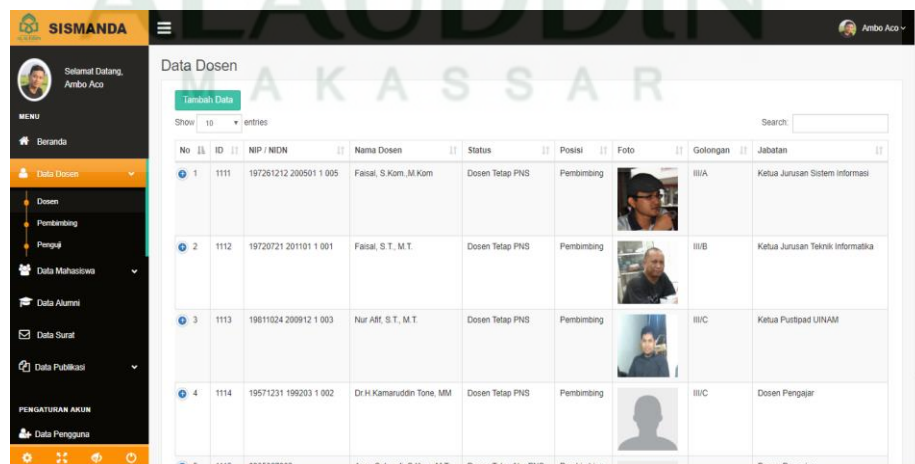 ALAUDDIN
MAKASSAR
SISMANDA
Ambo Aco
Selamat Datang,
Ambo Aco
MENU
Beranda
Data Dosen
Dosen
Pembimbing
Penguji
Data Mahasiswa
Data Alumni
Data Surat
Data Publikasi
PENGATURAN AKUN
Data Pengguna
Data Dosen
Tambah Data
Show 10 entries
Search:
No ID NIP / NIDN Nama Dosen Status Posisi Foto Golongan Jabatan
1 1111 197261212 200501 1 005 Faisal, S.Kom.,M.Kom Dosen Tetap PNS Pembimbing III/A Ketua Jurusan Sistem Informasi
2 1112 19720721 201101 1 001 Faisal, S.T., M.T. Dosen Tetap PNS Pembimbing III/B Ketua Jurusan Teknik Informatika
3 1113 19811024 200912 1 003 Nur Afif, S.T., M.T. Dosen Tetap PNS Pembimbing III/C Ketua Pustipad UINAM
4 1114 19571231 199203 1 002 Dr.H.Kamaruddin Tone, MM Dosen Tetap PNS Pembimbing III/C Dosen Pengajar